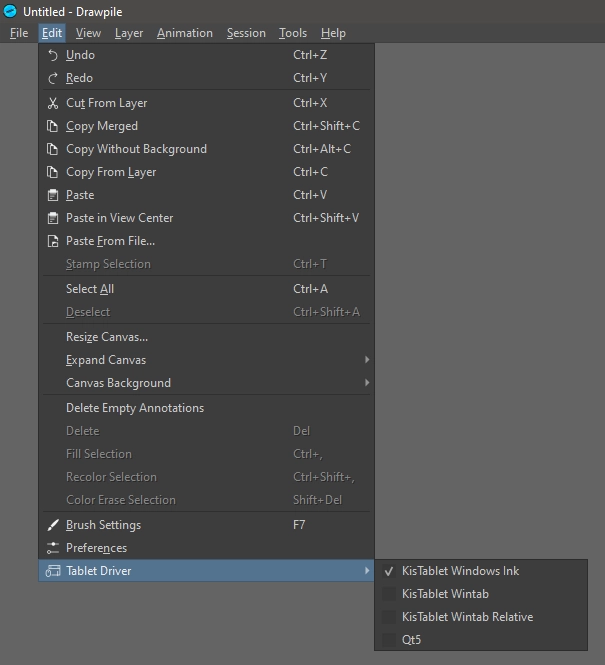 Untitled - Drawpile
File Edit View Layer Animation Session Tools Help
Undo Ctrl+Z
Redo Ctrl+Y
Cut From Layer Ctrl+X
Copy Merged Ctrl+Shift+C
Copy Without Background Ctrl+Alt+C
Copy From Layer Ctrl+C
Paste Ctrl+V
Paste in View Center Ctrl+Shift+V
Paste From File...
Stamp Selection Ctrl+T
Select All Ctrl+A
Deselect Ctrl+Shift+A
Resize Canvas...
Expand Canvas
Canvas Background
Delete Empty Annotations
Delete Del
Fill Selection Ctrl+,
Recolor Selection Ctrl+Shift+,
Color Erase Selection Shift+Del
Brush Settings F7
Preferences
Tablet Driver
KisTablet Windows Ink
KisTablet Wintab
KisTablet Wintab Relative
Qt5